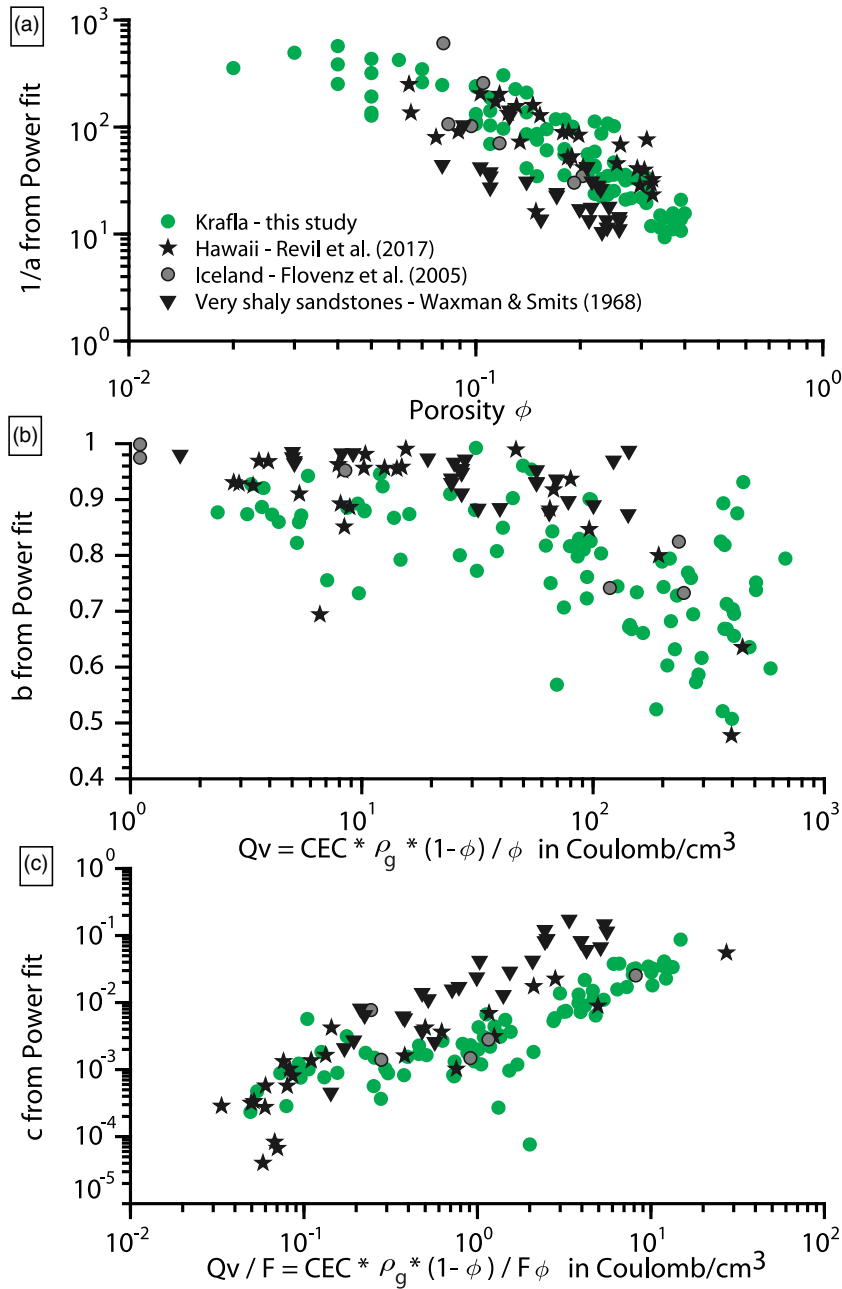 (a)
10³
10²
10¹
10⁰
1/a from Power fit
Krafla - this study
Hawaii - Revil et al. (2017)
Iceland - Flovenz et al. (2005)
Very shaly sandstones - Waxman & Smits (1968)
10⁻² 10⁻¹ 10⁰
Porosity ϕ
(b)
1
0.9
0.8
0.7
0.6
0.5
0.4
b from Power fit
10⁰ 10¹ 10² 10³
Qv = CEC * ρg * (1-ϕ) / ϕ in Coulomb/cm³
(c)
10⁰
10⁻¹
10⁻²
10⁻³
10⁻⁴
10⁻⁵
c from Power fit
10⁻² 10⁻¹ 10⁰ 10¹ 10²
Qv / F = CEC * ρg * (1-ϕ) / Fϕ in Coulomb/cm³